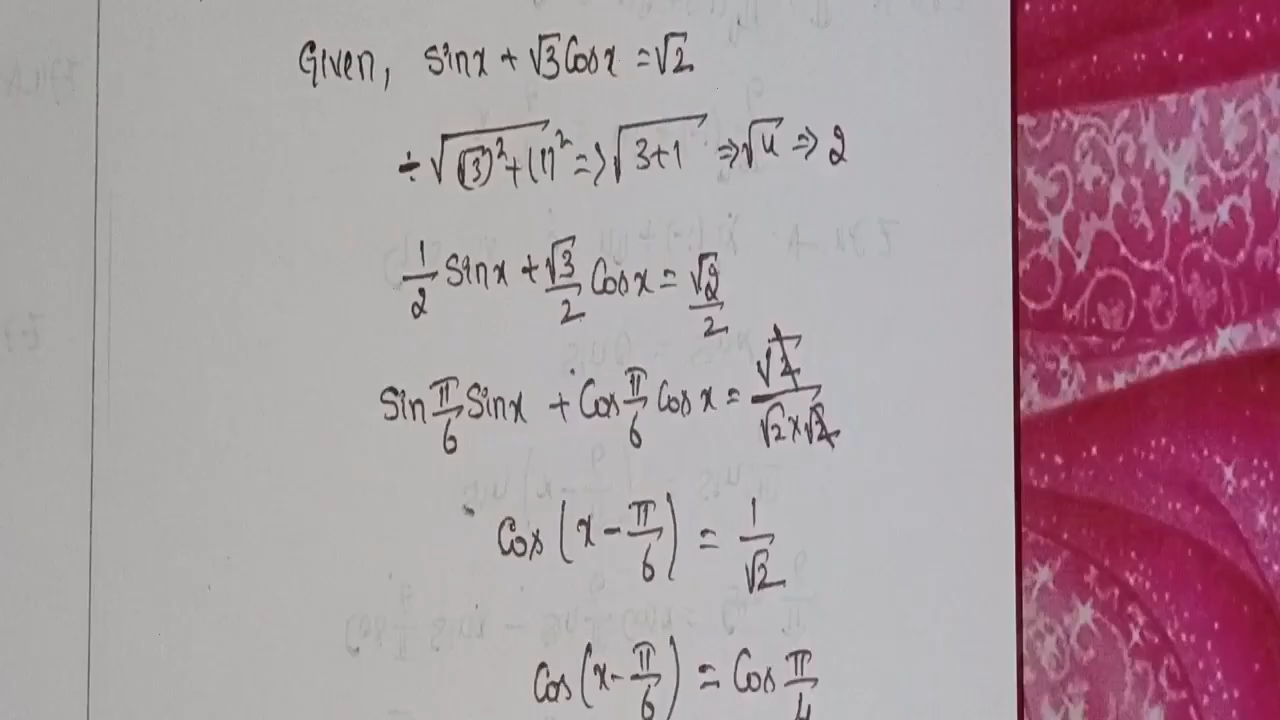 Given, sinx + √3 Cosx = √2
÷ √(√3)² + (1)² => √3+1 => √4 => 2
1/2 Sinx + √3/2 Cosx = √2/2
Sin π/6 Sinx + Cos π/6 Cosx = √2/√2×√2
Cos (x - π/6) = 1/√2
Cos (x - π/6) = Cos π/4